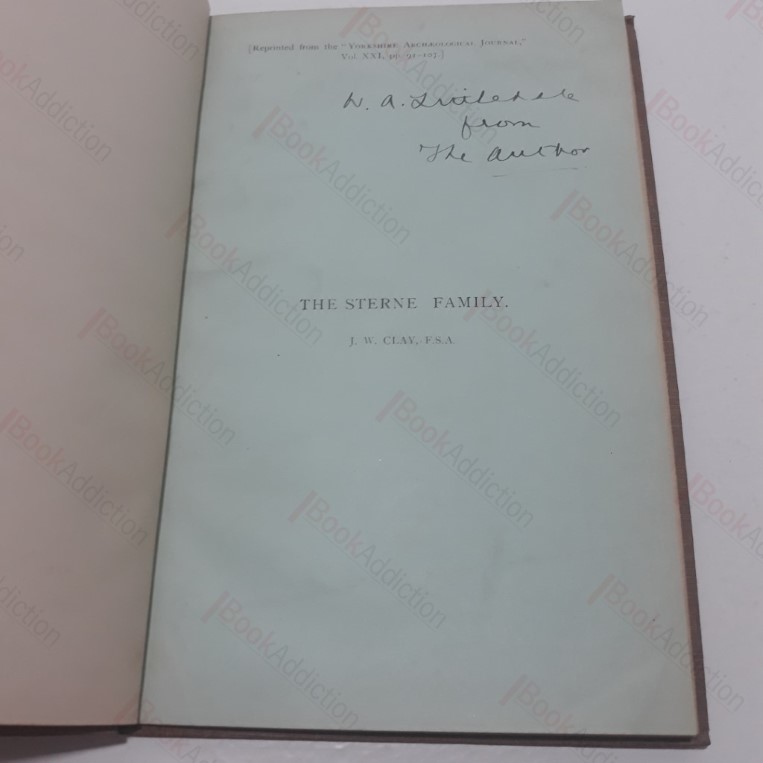 [Reprinted from the "YORKSHIRE ARCHÆOLOGICAL JOURNAL,"
Vol. XXI, pp. 91-107.]
W. A.
from
The Author
THE STERNE FAMILY.
J. W. CLAY, F.S.A.
BookAddiction